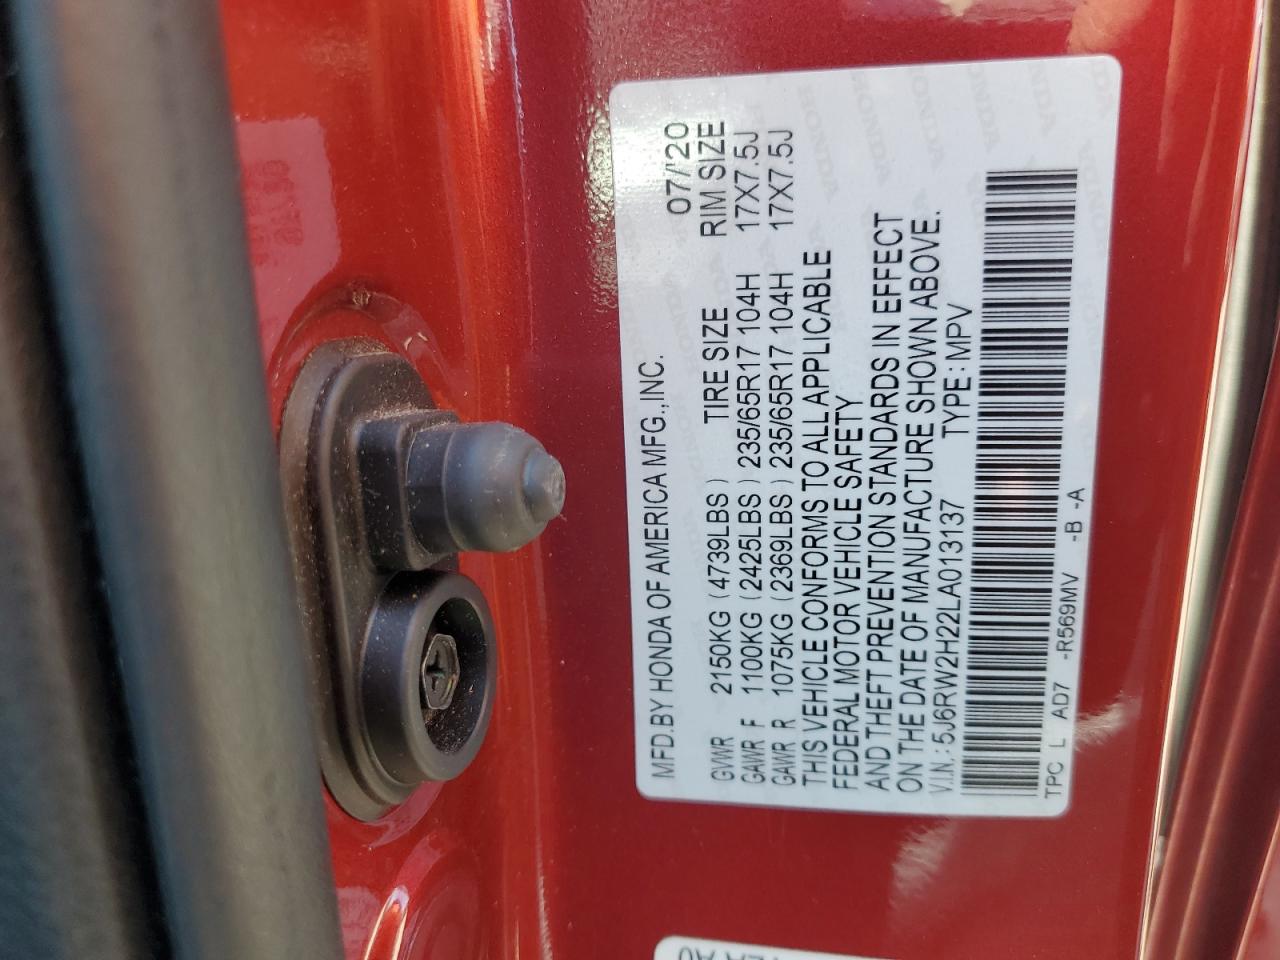 MFD.BY HONDA OF AMERICA MFG.,INC. 07/'20
GVWR 2150KG (4739LBS) TIRE SIZE RIM SIZE
GAWR F 1100KG (2425LBS) 235/65R17 104H 17X7.5J
GAWR R 1075KG (2369LBS) 235/65R17 104H 17X7.5J
THIS VEHICLE CONFORMS TO ALL APPLICABLE
FEDERAL MOTOR VEHICLE SAFETY
AND THEFT PREVENTION STANDARDS IN EFFECT
ON THE DATE OF MANUFACTURE SHOWN ABOVE.
V.I.N.: 5J6RW2H22LA013137 TYPE:MPV
TPC L AD7 -R569MV -B -A